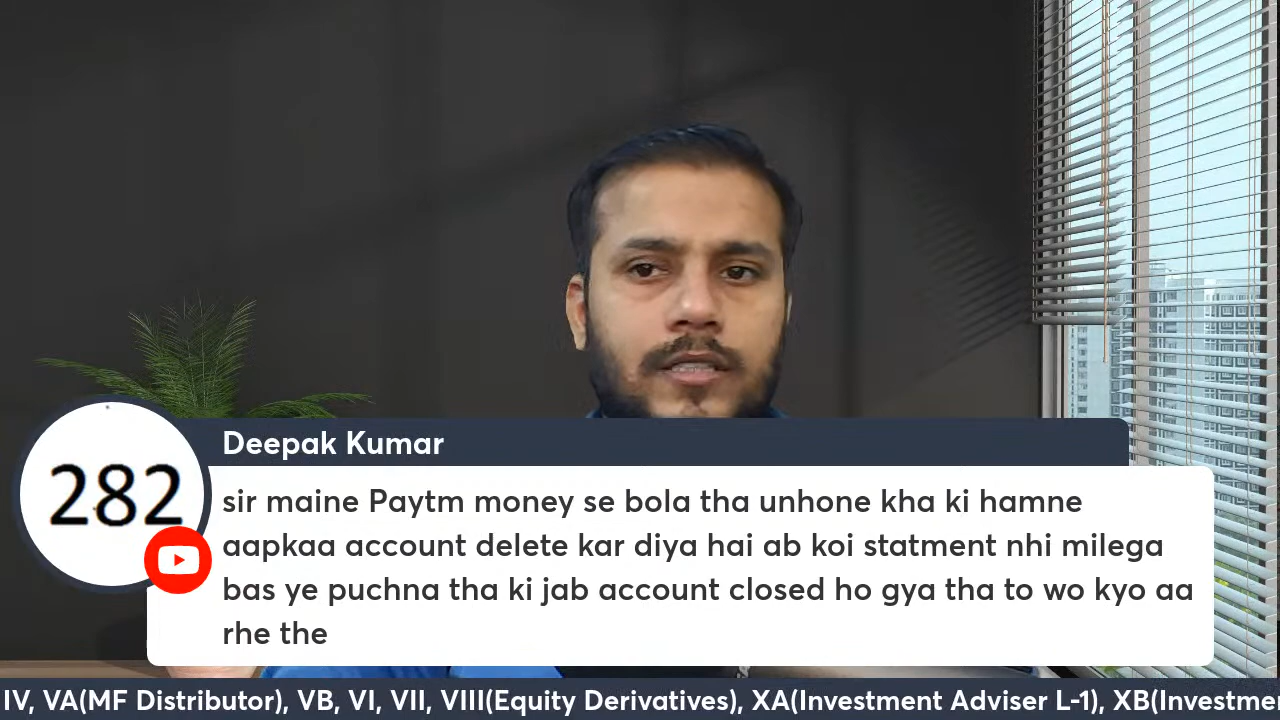 282
Deepak Kumar
sir maine Paytm money se bola tha unhone kha ki hamne
aapkaa account delete kar diya hai ab koi statment nhi milega
bas ye puchna tha ki jab account closed ho gya tha to wo kyo aa
rhe the
IV, VA(MF Distributor), VB, VI, VII, VIII(Equity Derivatives), XA(Investment Adviser L-1), XB(Investme